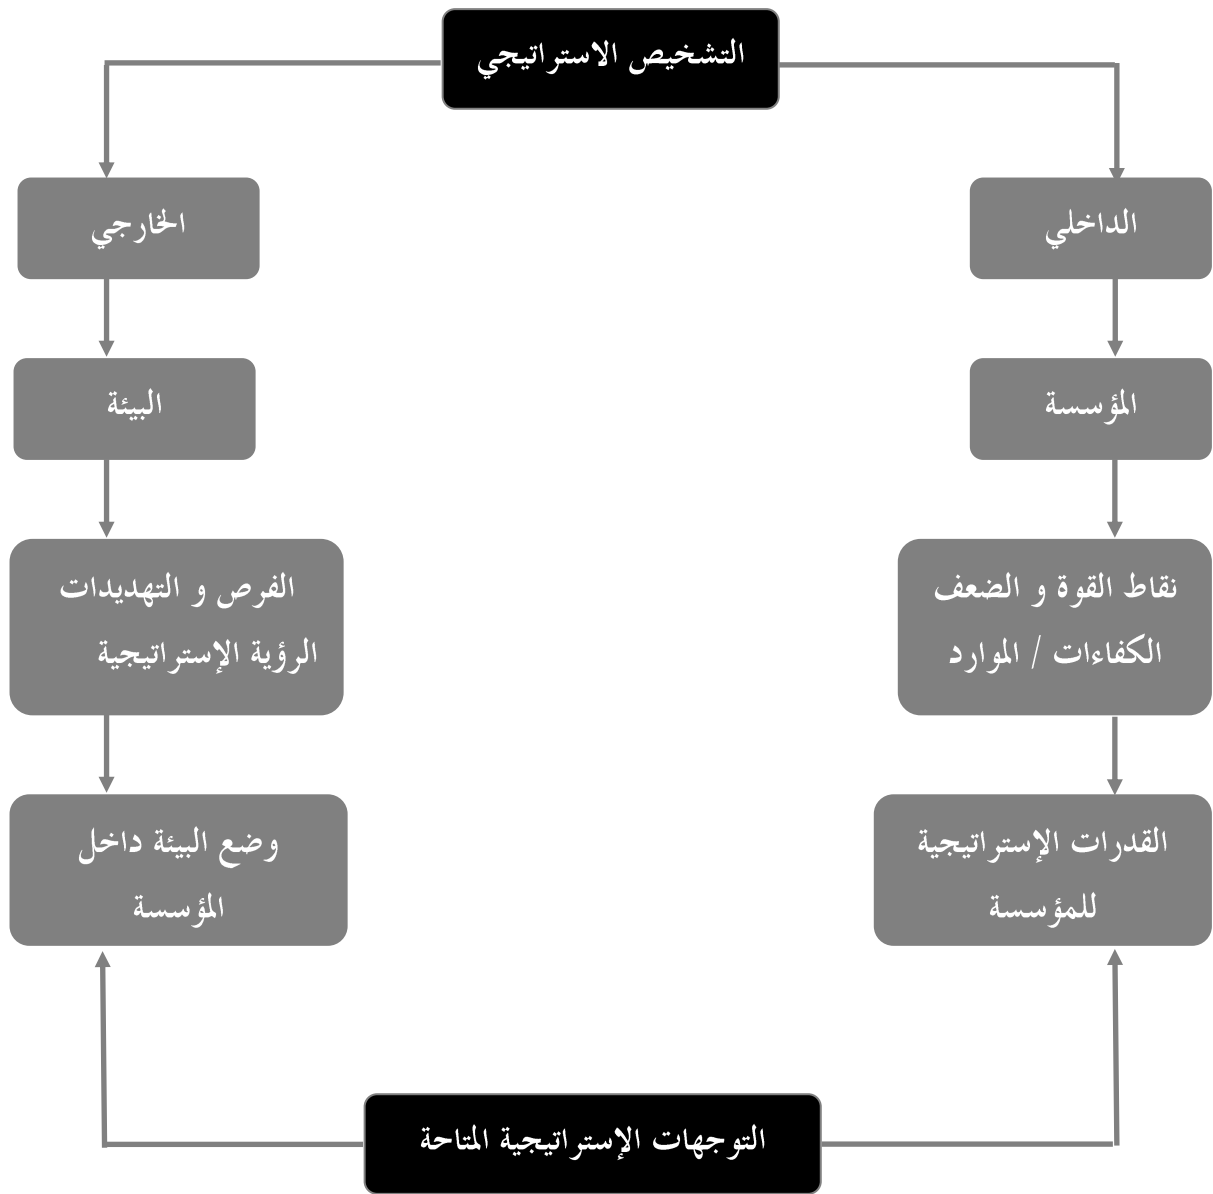 التشخيص الاستراتيجي
الداخلي
الخارجي
المؤسسة
البيئة
نقاط القوة و الضعف
الكفاءات / الموارد
الفرص و التهديدات
الرؤية الإستراتيجية
القدرات الإستراتيجية
للمؤسسة
وضع البيئة داخل
المؤسسة
التوجهات الإستراتيجية المتاحة